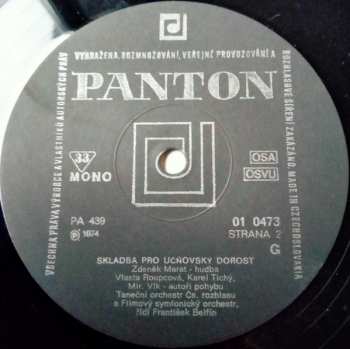 VŠECHNA PRÁVA VÝROBCE A VLASTNÍKŮ AUTORSKÝCH PRÁV VYHRAŽENA. ROZMNOŽOVÁNÍ, VEŘEJNÉ PROVOZOVÁNÍ A ROZHLASOVÉ ŠÍŘENÍ ZAKÁZÁNO. MADE IN CZECHOSLOVAKIA
PANTON
33
MONO
OSA
OSVU
PA 439
℗ 1974
01 0473
STRANA 2
G
SKLADBA PRO UČŇOVSKÝ DOROST
Zdeněk Marat - hudba
Vlasta Roupcová, Karel Tichý,
Mir. Vlk - autoři pohybu
Taneční orchestr Čs. rozhlasu
a Filmový symfonický orchestr,
řídí František Belfín